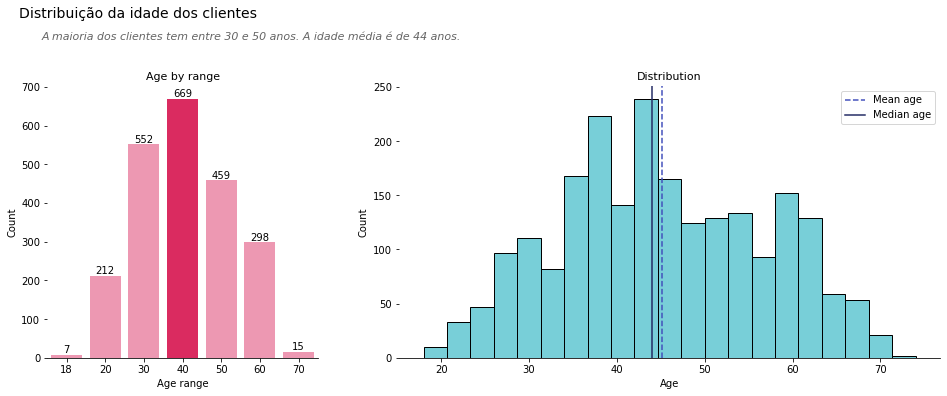 Distribuição da idade dos clientes
A maioria dos clientes tem entre 30 e 50 anos. A idade média é de 44 anos.
Age by range
700
600
500
400
300
200
100
0
Count
7
212
552
669
459
298
15
18 20 30 40 50 60 70
Age range
Distribution
250
200
150
100
50
0
Count
Mean age
Median age
20 30 40 50 60 70
Age